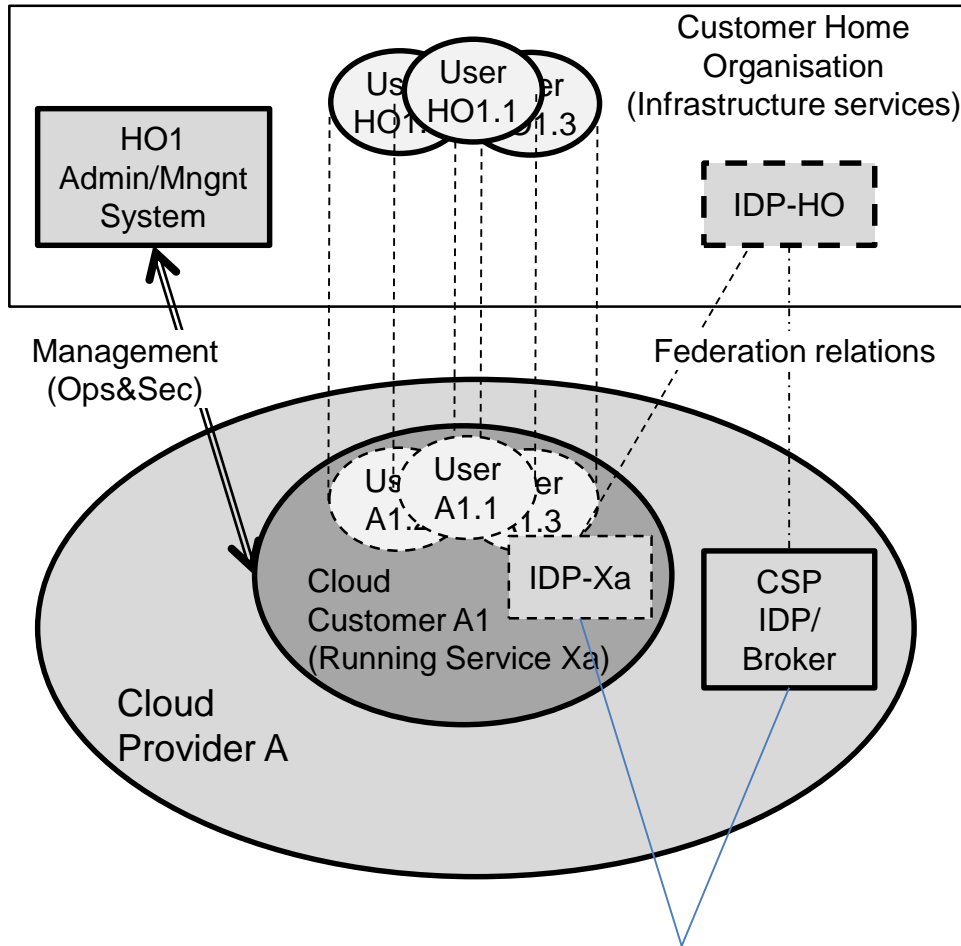 Customer Home
Organisation
(Infrastructure services)
User
HO1.1
HO1.
HO1
Admin/Mngnt
System
IDP-HO
Management
(Ops&Sec)
Federation relations
User
A1.1
IDP-Xa
Cloud
Customer A1
(Running Service Xa)
CSP
IDP/
Broker
Cloud
Provider A